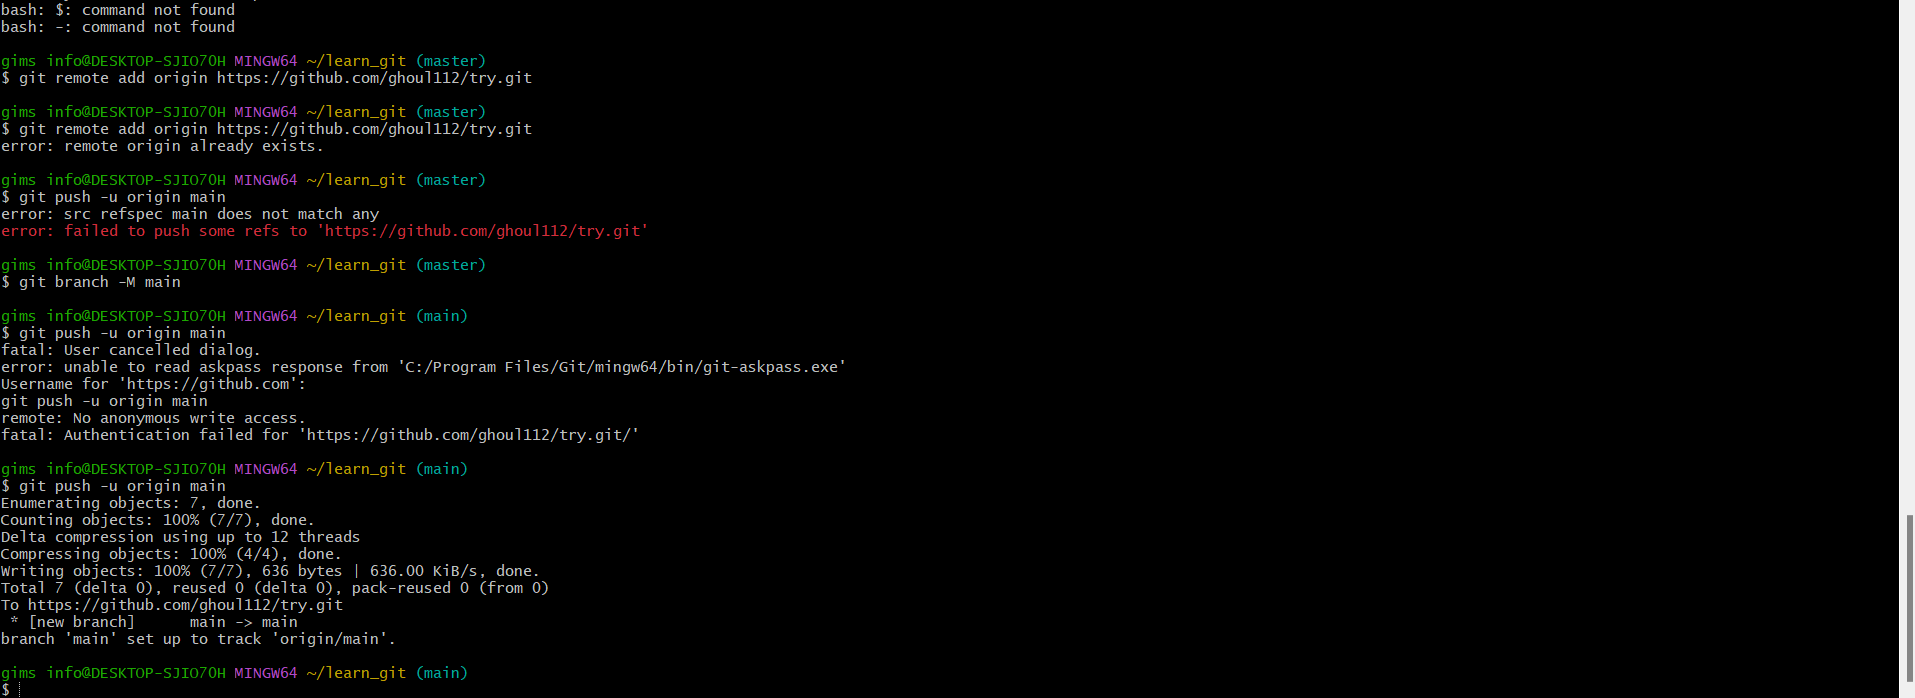 bash: $: command not found
bash: -: command not found
gims info@DESKTOP-SJIO70H MINGW64 ~/learn_git (master)
$ git remote add origin https://github.com/ghoul112/try.git
gims info@DESKTOP-SJIO70H MINGW64 ~/learn_git (master)
$ git remote add origin https://github.com/ghoul112/try.git
error: remote origin already exists.
gims info@DESKTOP-SJIO70H MINGW64 ~/learn_git (master)
$ git push -u origin main
error: src refspec main does not match any
error: failed to push some refs to 'https://github.com/ghoul112/try.git'
gims info@DESKTOP-SJIO70H MINGW64 ~/learn_git (master)
$ git branch -M main
gims info@DESKTOP-SJIO70H MINGW64 ~/learn_git (main)
$ git push -u origin main
fatal: User cancelled dialog.
error: unable to read askpass response from 'C:/Program Files/Git/mingw64/bin/git-askpass.exe'
Username for 'https://github.com':
git push -u origin main
remote: No anonymous write access.
fatal: Authentication failed for 'https://github.com/ghoul112/try.git/'
gims info@DESKTOP-SJIO70H MINGW64 ~/learn_git (main)
$ git push -u origin main
Enumerating objects: 7, done.
Counting objects: 100% (7/7), done.
Delta compression using up to 12 threads
Compressing objects: 100% (4/4), done.
Writing objects: 100% (7/7), 636 bytes | 636.00 KiB/s, done.
Total 7 (delta 0), reused 0 (delta 0), pack-reused 0 (from 0)
To https://github.com/ghoul112/try.git
 * [new branch]      main -> main
branch 'main' set up to track 'origin/main'.
gims info@DESKTOP-SJIO70H MINGW64 ~/learn_git (main)
$